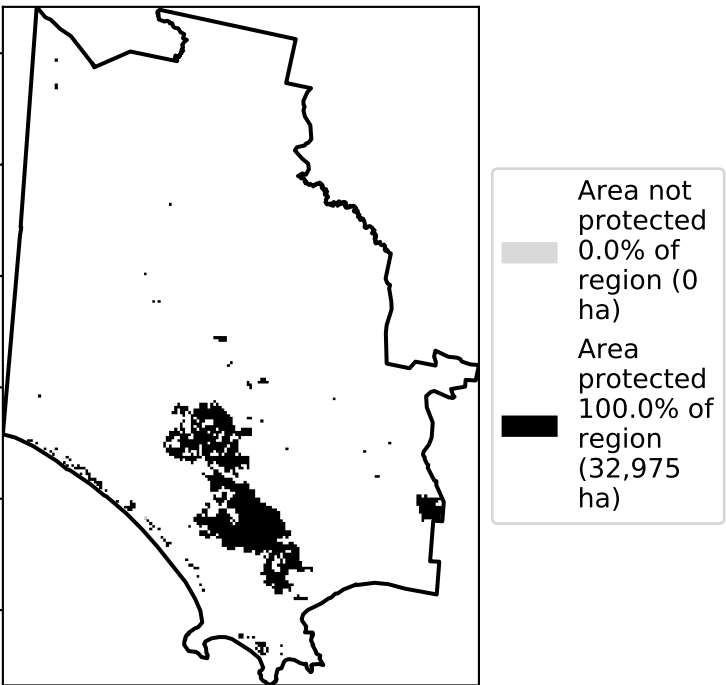 Area not
protected
0.0% of
region (0
ha)
Area
protected
100.0% of
region
(32,975
ha)